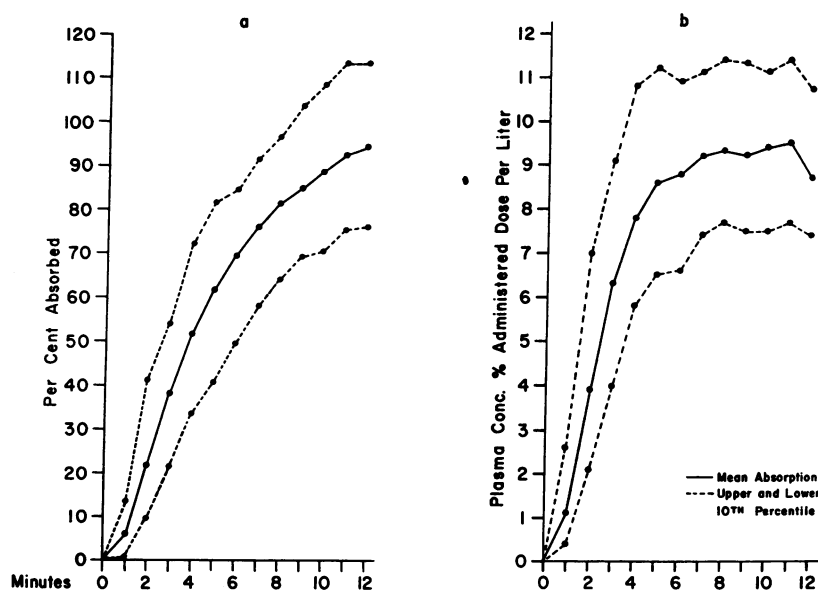 a
120
110
100
90
80
70
60
50
40
30
20
10
0
Per Cent Absorbed
Minutes 0 2 4 6 8 10 12
b
12
11
10
9
8
7
6
5
4
3
2
1
0
Plasma Conc. % Administered Dose Per Liter
Mean Absorption
Upper and Lower
10TH Percentile
0 2 4 6 8 10 12